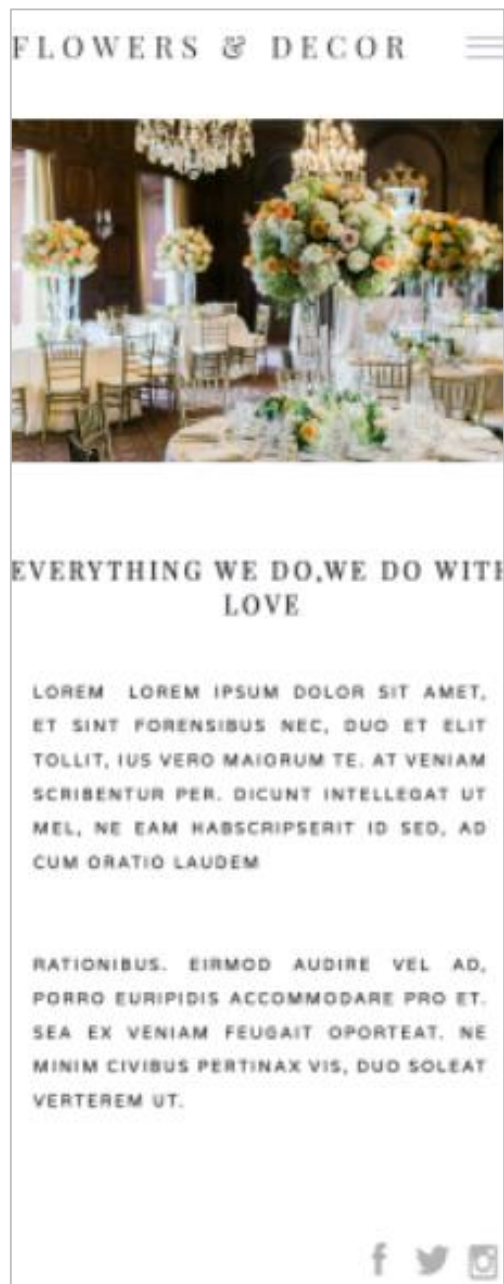 FLOWERS & DECOR
EVERYTHING WE DO,WE DO WITH
LOVE
LOREM LOREM IPSUM DOLOR SIT AMET,
ET SINT FORENSIBUS NEC, DUO ET ELIT
TOLLIT, IUS VERO MAIORUM TE. AT VENIAM
SCRIBENTUR PER. DICUNT INTELLEGAT UT
MEL, NE EAM HABSCRIPSERIT ID SED, AD
CUM ORATIO LAUDEM
RATIONIBUS. EIRMOD AUDIRE VEL AD,
PORRO EURIPIDIS ACCOMMODARE PRO ET.
SEA EX VENIAM FEUGAIT OPORTEAT. NE
MINIM CIVIBUS PERTINAX VIS, DUO SOLEAT
VERTEREM UT.